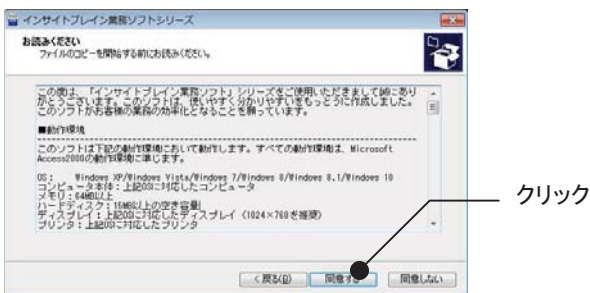 インサイトブレイン業務ソフトシリーズ
お読みください
ファイルのコピーを開始する前にお読みください。
この度は、「インサイトブレイン業務ソフト」シリーズをご使用いただきまして誠にあり
がとうございます。このソフトは、使いやすく分かりやすいをもっとうに作成しました。
このソフトがお客様の業務の効率化となることを願っています。
■動作環境
このソフトは下記の動作環境において動作します。すべての動作環境は、Microsoft
Access2000の動作環境に準じます。
OS: Windows XP/Windows Vista/Windows 7/Windows 8/Windows 8.1/Windows 10
コンピュータ本体:上記OSに対応したコンピュータ
メモリ:64MB以上
ハードディスク:15MB以上の空き容量
ディスプレイ:上記OSに対応したディスプレイ (1024×768を推奨)
プリンタ:上記OSに対応したプリンタ
クリック
< 戻る(B)
同意する
同意しない